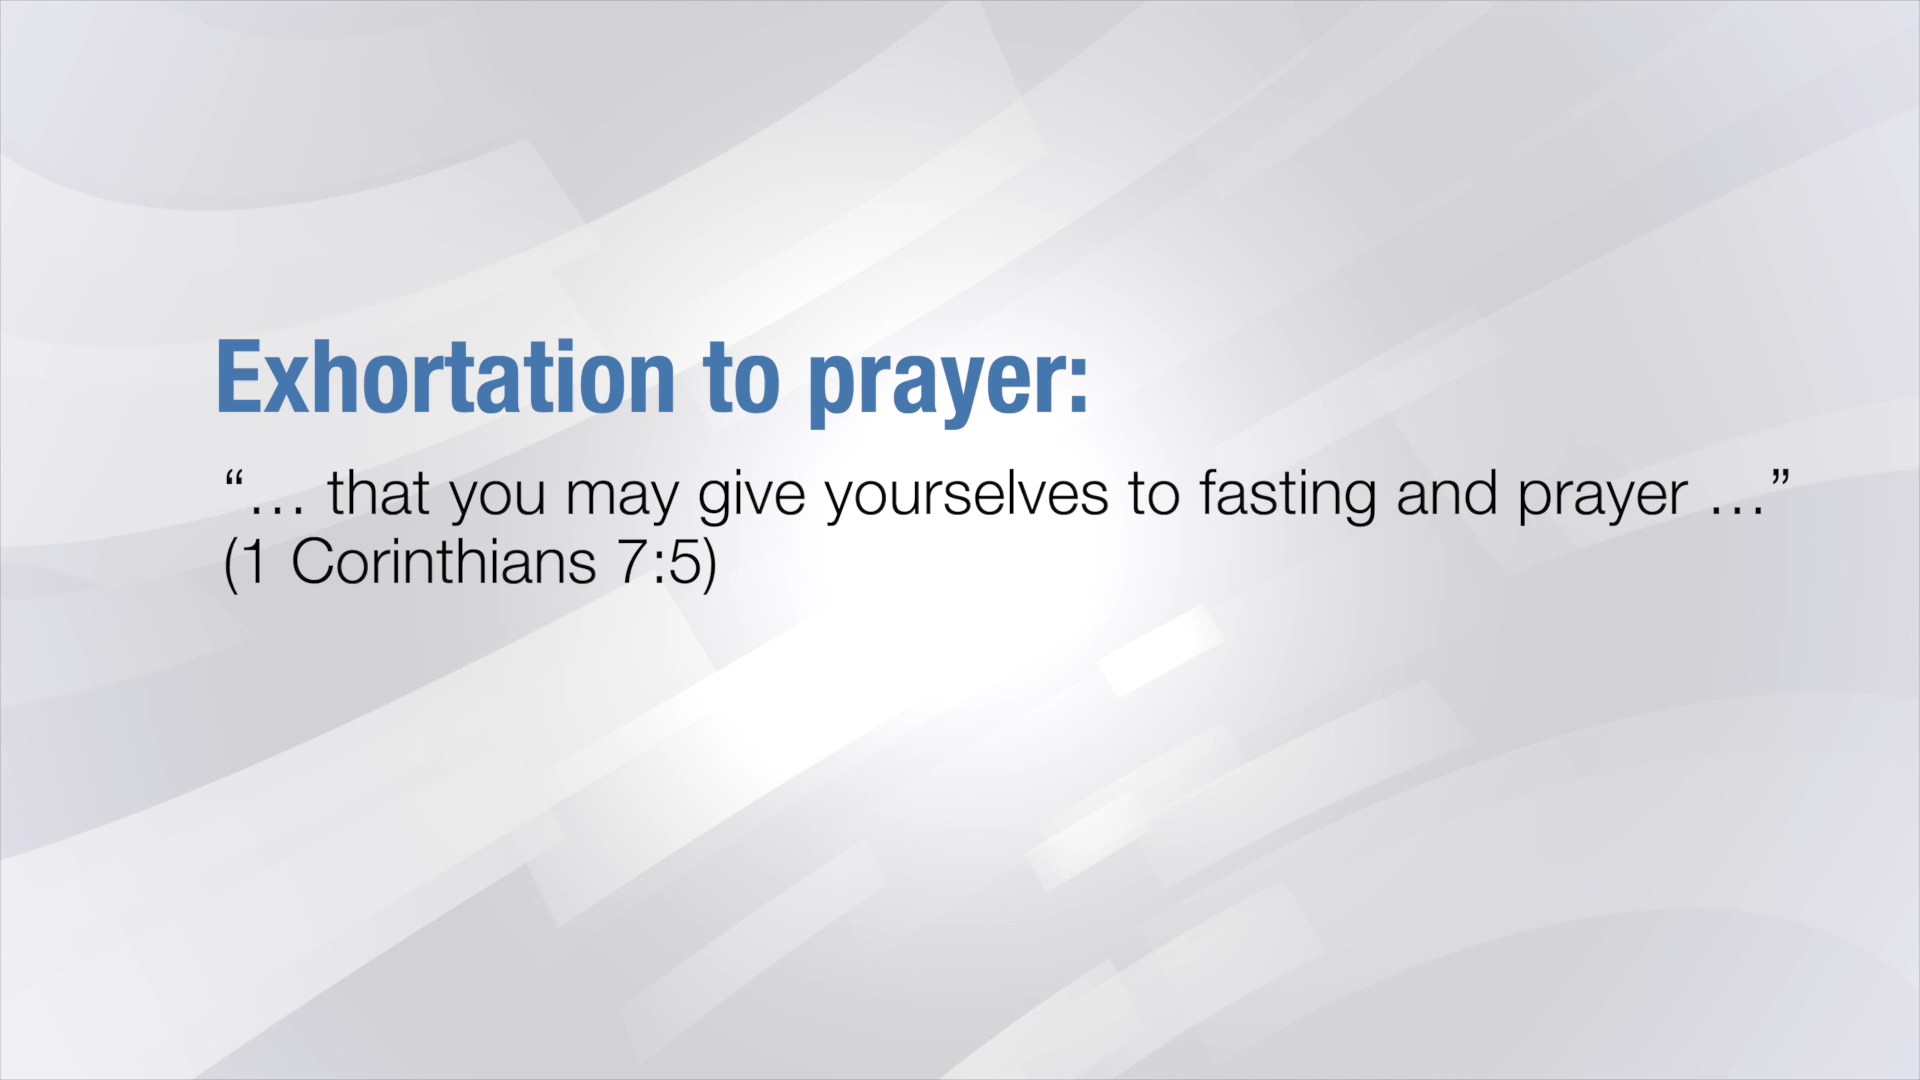 Exhortation to prayer:
“… that you may give yourselves to fasting and prayer …”
(1 Corinthians 7:5)